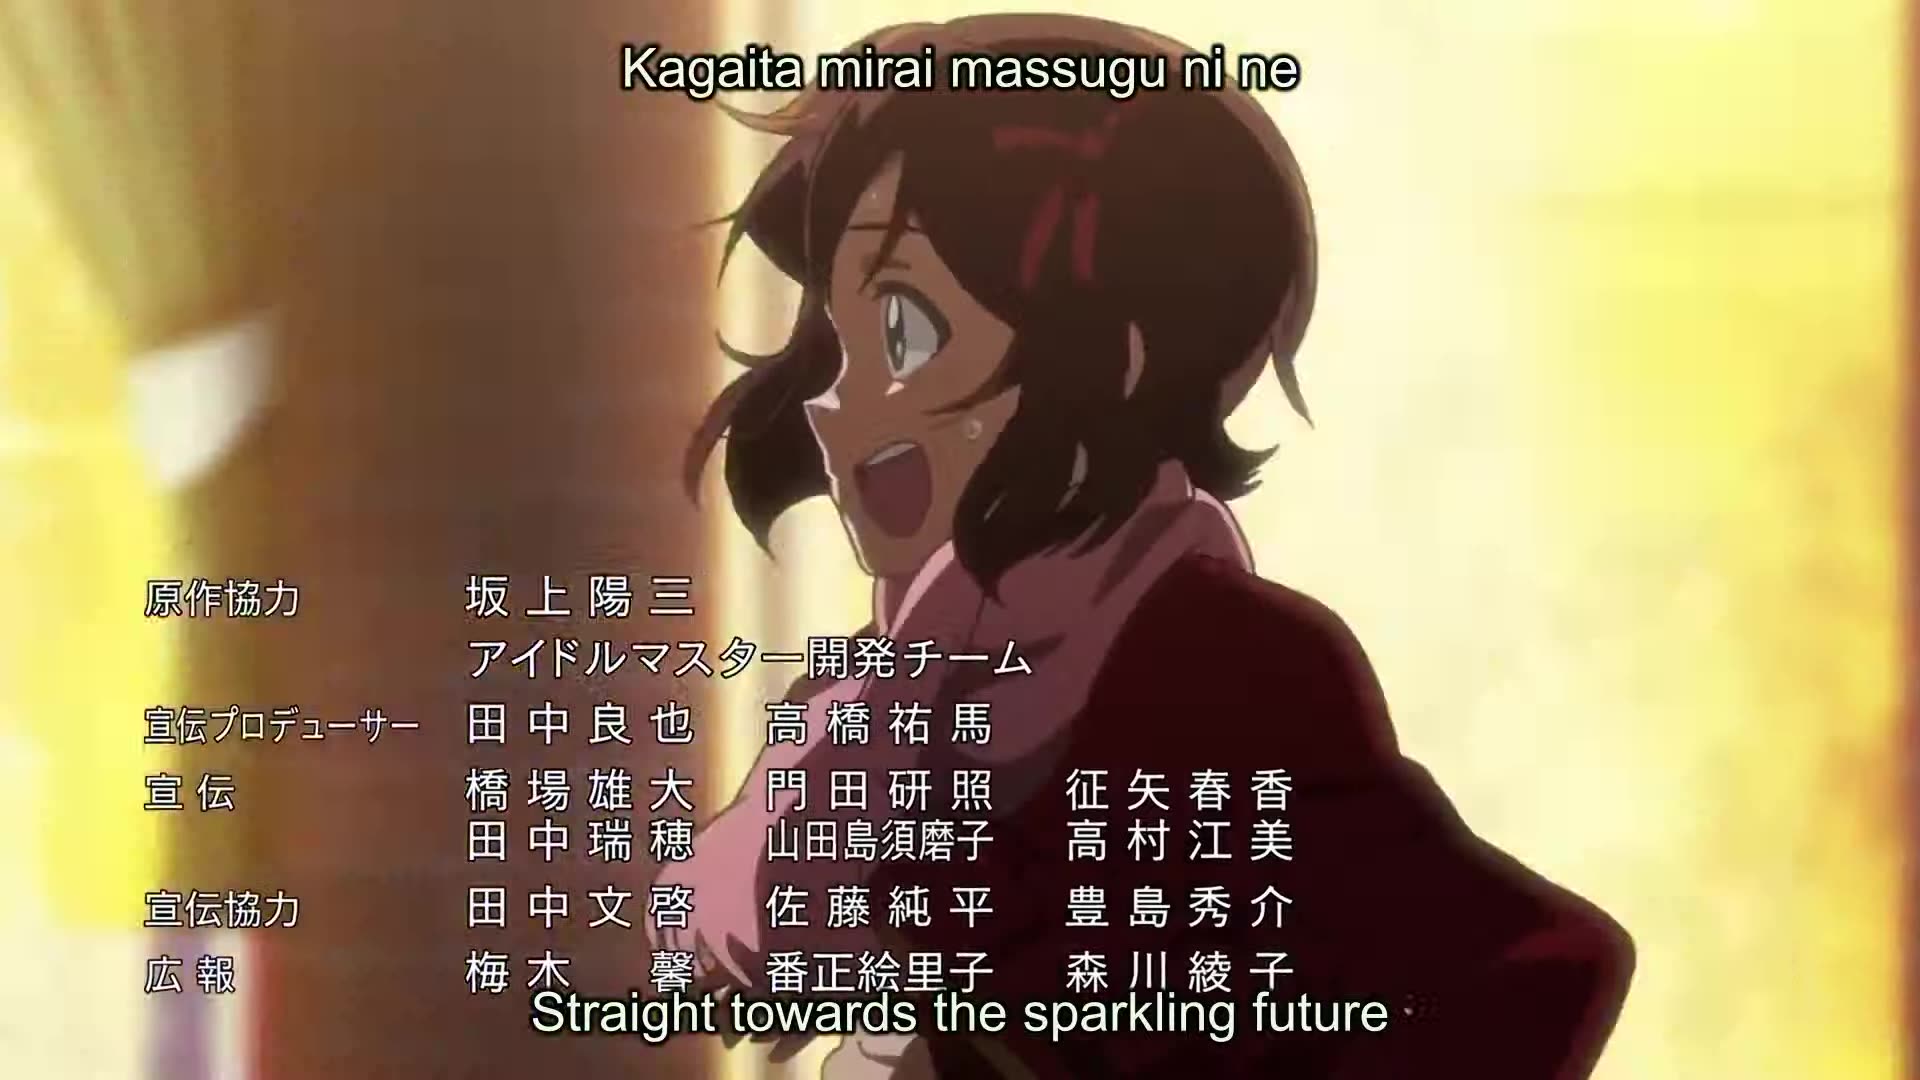 Kagaita mirai massugu ni ne
原作協力 坂上陽三
アイドルマスター開発チーム
宣伝プロデューサー 田中良也 高橋祐馬
宣伝 橋場雄大 門田研照 征矢春香
田中瑞穂 山田島須磨子 高村江美
宣伝協力 田中文啓 佐藤純平 豊島秀介
広報 梅木馨 番正絵里子 森川綾子
Straight towards the sparkling future